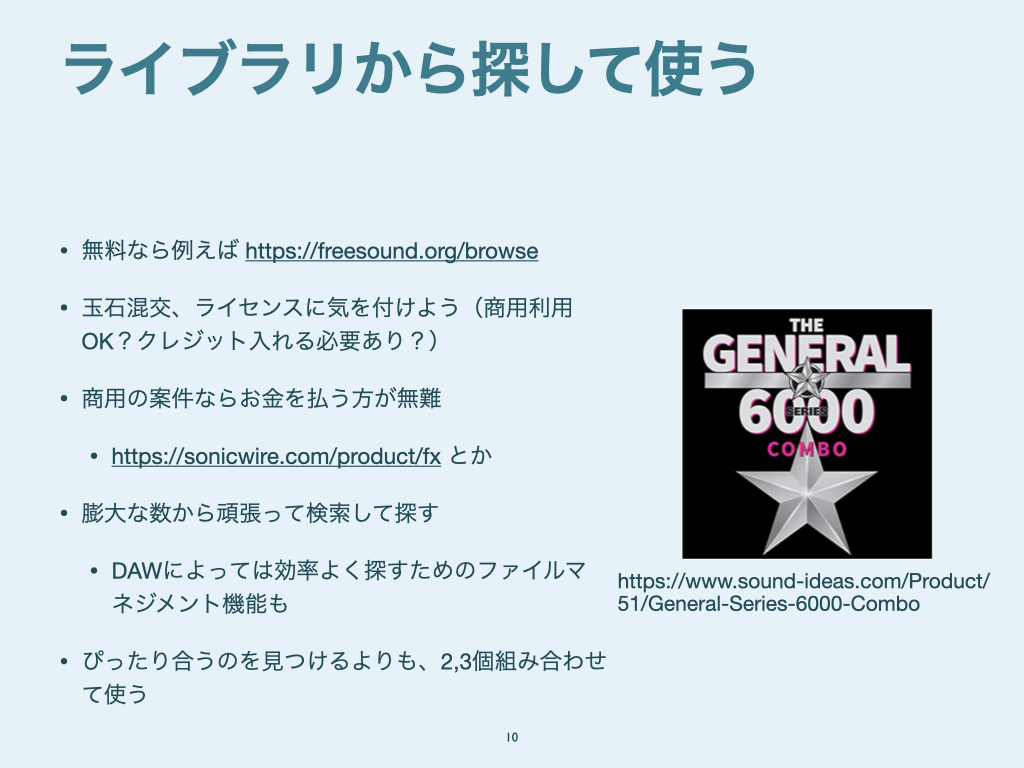 ライブラリから探して使う
• 無料なら例えば https://freesound.org/browse
• 玉石混交、ライセンスに気を付けよう（商用利用
OK？クレジット入れる必要あり？）
• 商用の案件ならお金を払う方が無難
• https://sonicwire.com/product/fx とか
•膨大な数から頑張って検索して探す
• DAWによっては効率よく探すためのファイルマ
ネジメント機能も
• ぴったり合うのを見つけるよりも、2,3個組み合わせ
て使う
THE
GENERAL
SERIES
6000
COMBO
https://www.sound-ideas.com/Product/
51/General-Series-6000-Combo
10